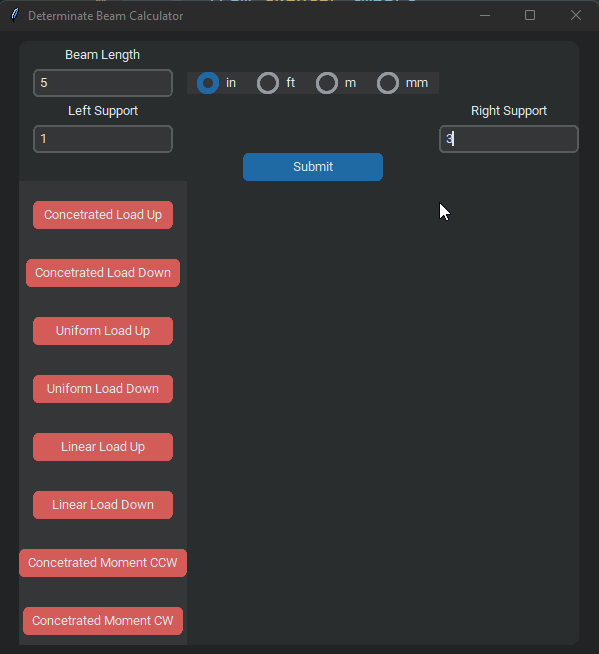 Determinate Beam Calculator
Beam Length
5
in ft m mm
Left Support
Right Support
1
3
Submit
Concetrated Load Up
Concetrated Load Down
Uniform Load Up
Uniform Load Down
Linear Load Up
Linear Load Down
Concetrated Moment CCW
Concetrated Moment CW